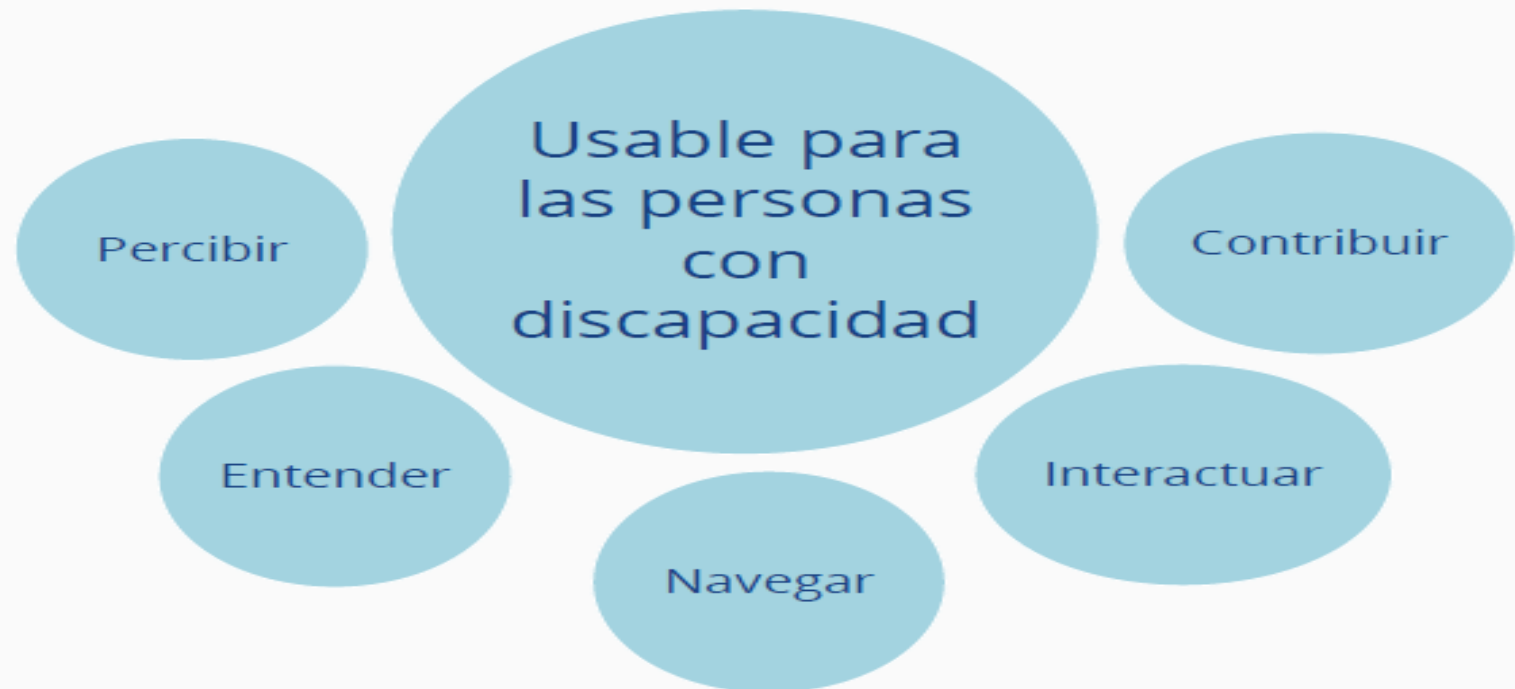 Usable para
las personas
con
discapacidad
Percibir
Entender
Navegar
Interactuar
Contribuir